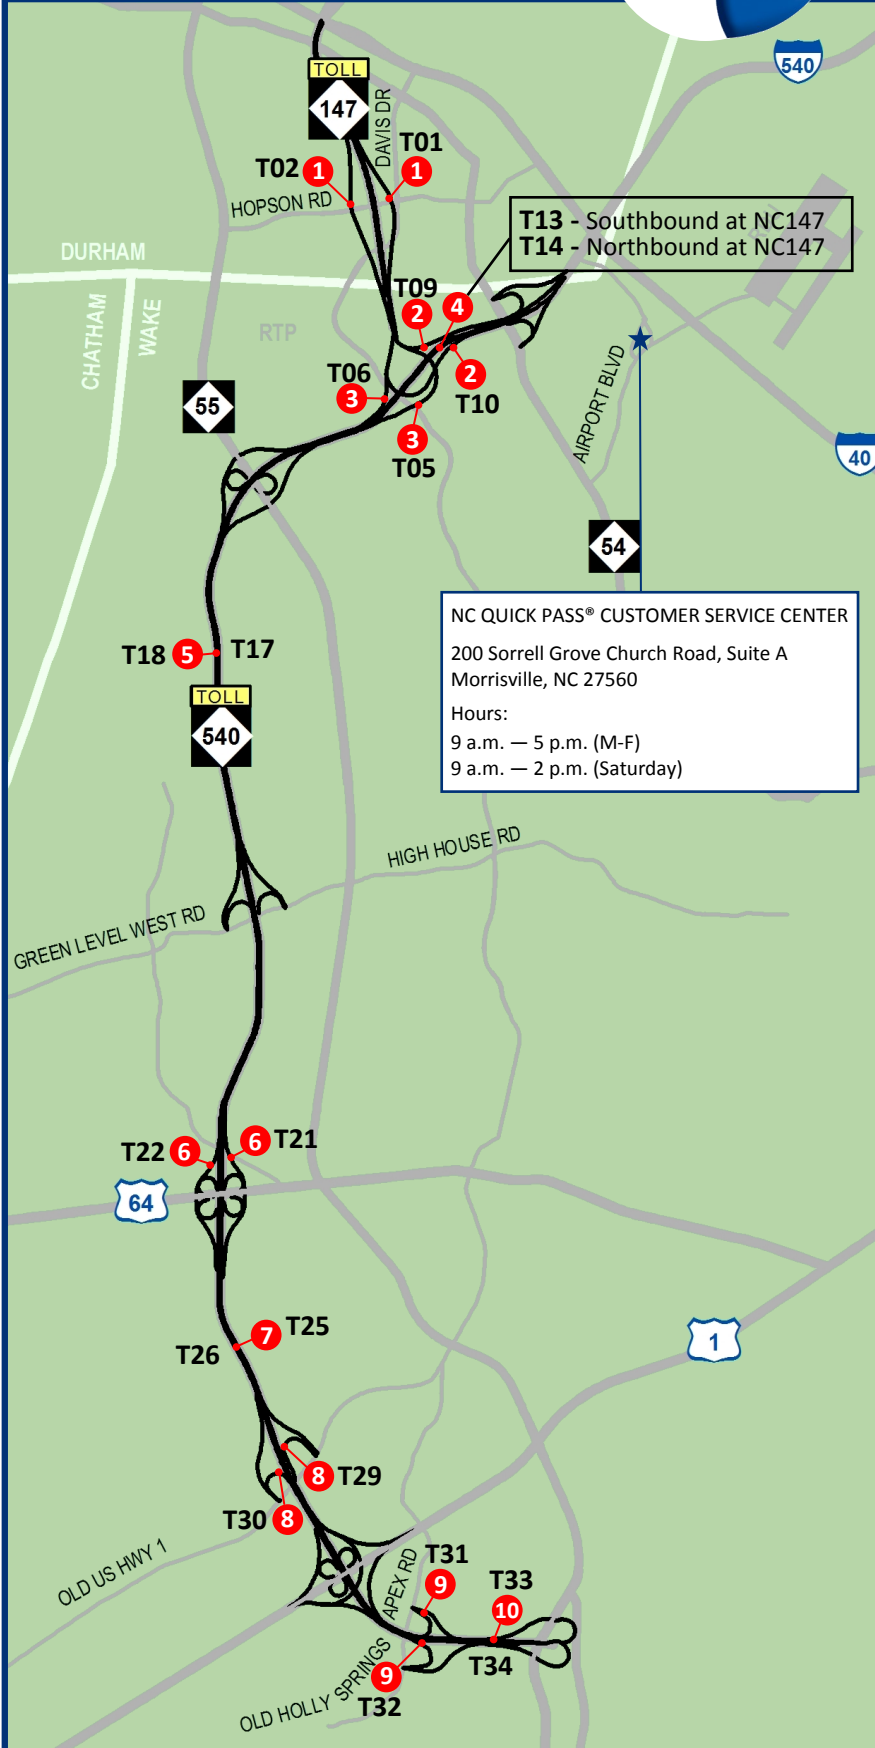 540
TOLL
147
DAVIS DR
T01
T02
1
1
HOPSON RD
T13 - Southbound at NC147
T14 - Northbound at NC147
DURHAM
CHATHAM
WAKE
RTP
T09
2
4
T06
3
2
T10
3
T05
55
AIRPORT BLVD
40
54
NC QUICK PASS® CUSTOMER SERVICE CENTER
200 Sorrell Grove Church Road, Suite A
Morrisville, NC 27560
Hours:
9 a.m. — 5 p.m. (M-F)
9 a.m. — 2 p.m. (Saturday)
T18 5 T17
TOLL
540
HIGH HOUSE RD
GREEN LEVEL WEST RD
T22 6
6 T21
64
7 T25
T26
1
8 T29
T30 8
OLD US HWY 1
T31
9
APEX RD
T33
10
T34
OLD HOLLY SPRINGS
9
T32